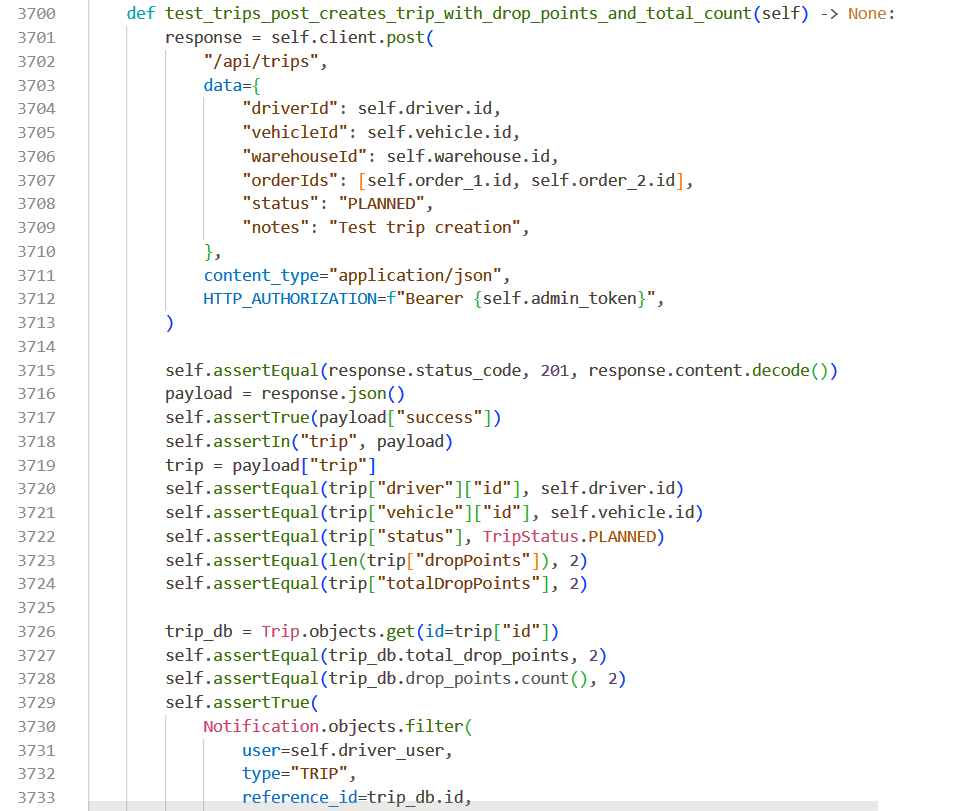 3700 def test_trips_post_creates_trip_with_drop_points_and_total_count(self) -> None:
3701 response = self.client.post(
3702 "/api/trips",
3703 data={
3704 "driverId": self.driver.id,
3705 "vehicleId": self.vehicle.id,
3706 "warehouseId": self.warehouse.id,
3707 "orderIds": [self.order_1.id, self.order_2.id],
3708 "status": "PLANNED",
3709 "notes": "Test trip creation",
3710 },
3711 content_type="application/json",
3712 HTTP_AUTHORIZATION=f"Bearer {self.admin_token}",
3713 )
3714
3715 self.assertEqual(response.status_code, 201, response.content.decode())
3716 payload = response.json()
3717 self.assertTrue(payload["success"])
3718 self.assertIn("trip", payload)
3719 trip = payload["trip"]
3720 self.assertEqual(trip["driver"]["id"], self.driver.id)
3721 self.assertEqual(trip["vehicle"]["id"], self.vehicle.id)
3722 self.assertEqual(trip["status"], TripStatus.PLANNED)
3723 self.assertEqual(len(trip["dropPoints"]), 2)
3724 self.assertEqual(trip["totalDropPoints"], 2)
3725
3726 trip_db = Trip.objects.get(id=trip["id"])
3727 self.assertEqual(trip_db.total_drop_points, 2)
3728 self.assertEqual(trip_db.drop_points.count(), 2)
3729 self.assertTrue(
3730 Notification.objects.filter(
3731 user=self.driver_user,
3732 type="TRIP",
3733 reference_id=trip_db.id,